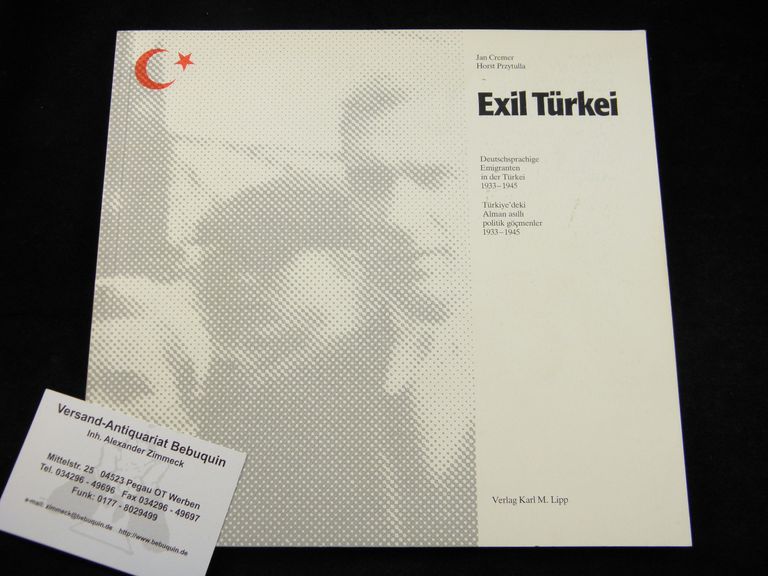 Jan Cremer
Horst Przytulla
Exil Türkei
Deutschsprachige
Emigranten
in der Türkei
1933–1945
Türkiye'deki
Alman asıllı
politik göçmenler
1933–1945
Verlag Karl M. Lipp
Versand-Antiquariat Bebuquin
Inh. Alexander Zimmeck
Mittelstr. 25 04523 Pegau OT Werben
Tel. 034296 - 49696 Fax 034296 - 49697
Funk: 0177 - 8029499
e-mail: zimmeck@bebuquin.de http://www.bebuquin.de